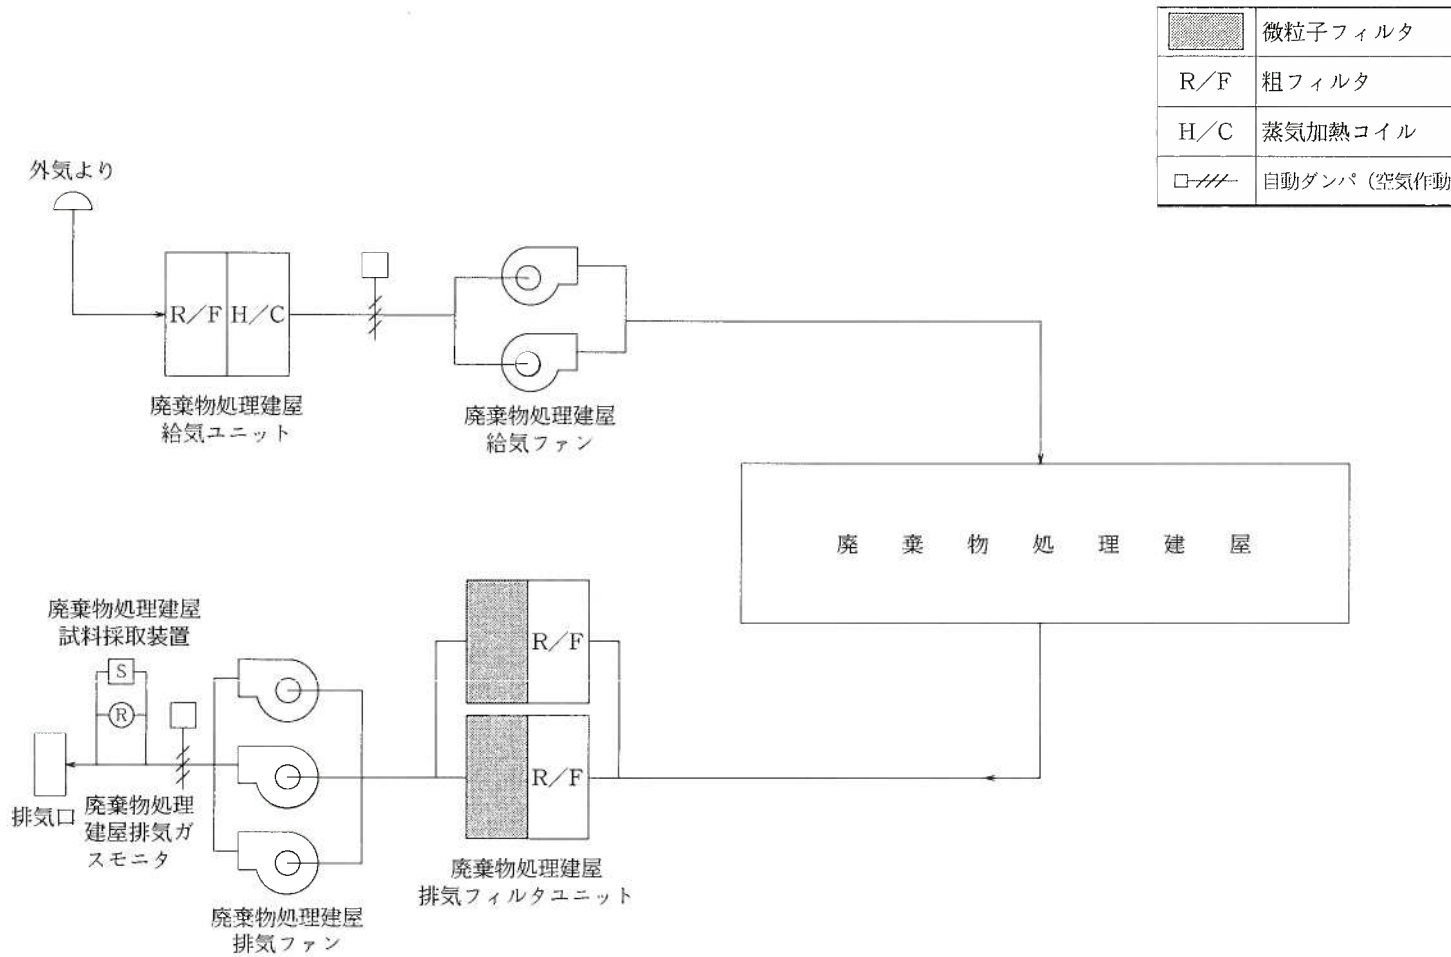 微粒子フィルタ
R/F 粗フィルタ
H/C 蒸気加熱コイル
自動ダンパ（空気作動
外気より
R/F H/C
廃棄物処理建屋
給気ユニット
廃棄物処理建屋
給気ファン
廃棄物処理建屋
廃棄物処理建屋
試料採取装置
S
R
R/F
R/F
排気口
廃棄物処理
建屋排気ガ
スモニタ
廃棄物処理建屋
排気フィルタユニット
廃棄物処理建屋
排気ファン